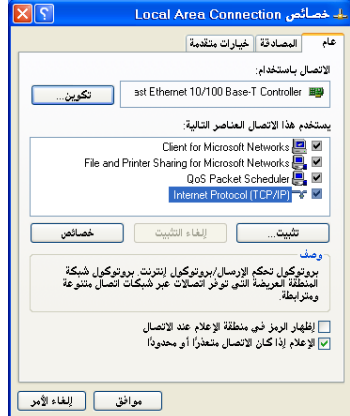 خصائص Local Area Connection
عام
المصادقة
خيارات متقدمة
الاتصال باستخدام:
ast Ethernet 10/100 Base-T Controller
تكوين...
يستخدم هذا الاتصال العناصر التالية:
Client for Microsoft Networks
File and Printer Sharing for Microsoft Networks
QoS Packet Scheduler
Internet Protocol (TCP/IP)
تثبيت...
إلغاء التثبيت
خصائص
وصف
بروتوكول تحكم الإرسال/بروتوكول إنترنت. بروتوكول شبكة
المنطقة العريضة التي توفر اتصالات عبر شبكات اتصال متنوعة
ومترابطة.
إظهار الرمز في منطقة الإعلام عند الاتصال
الإعلام إذا كان الاتصال متعذرًا أو محدودًا
موافق
إلغاء الأمر